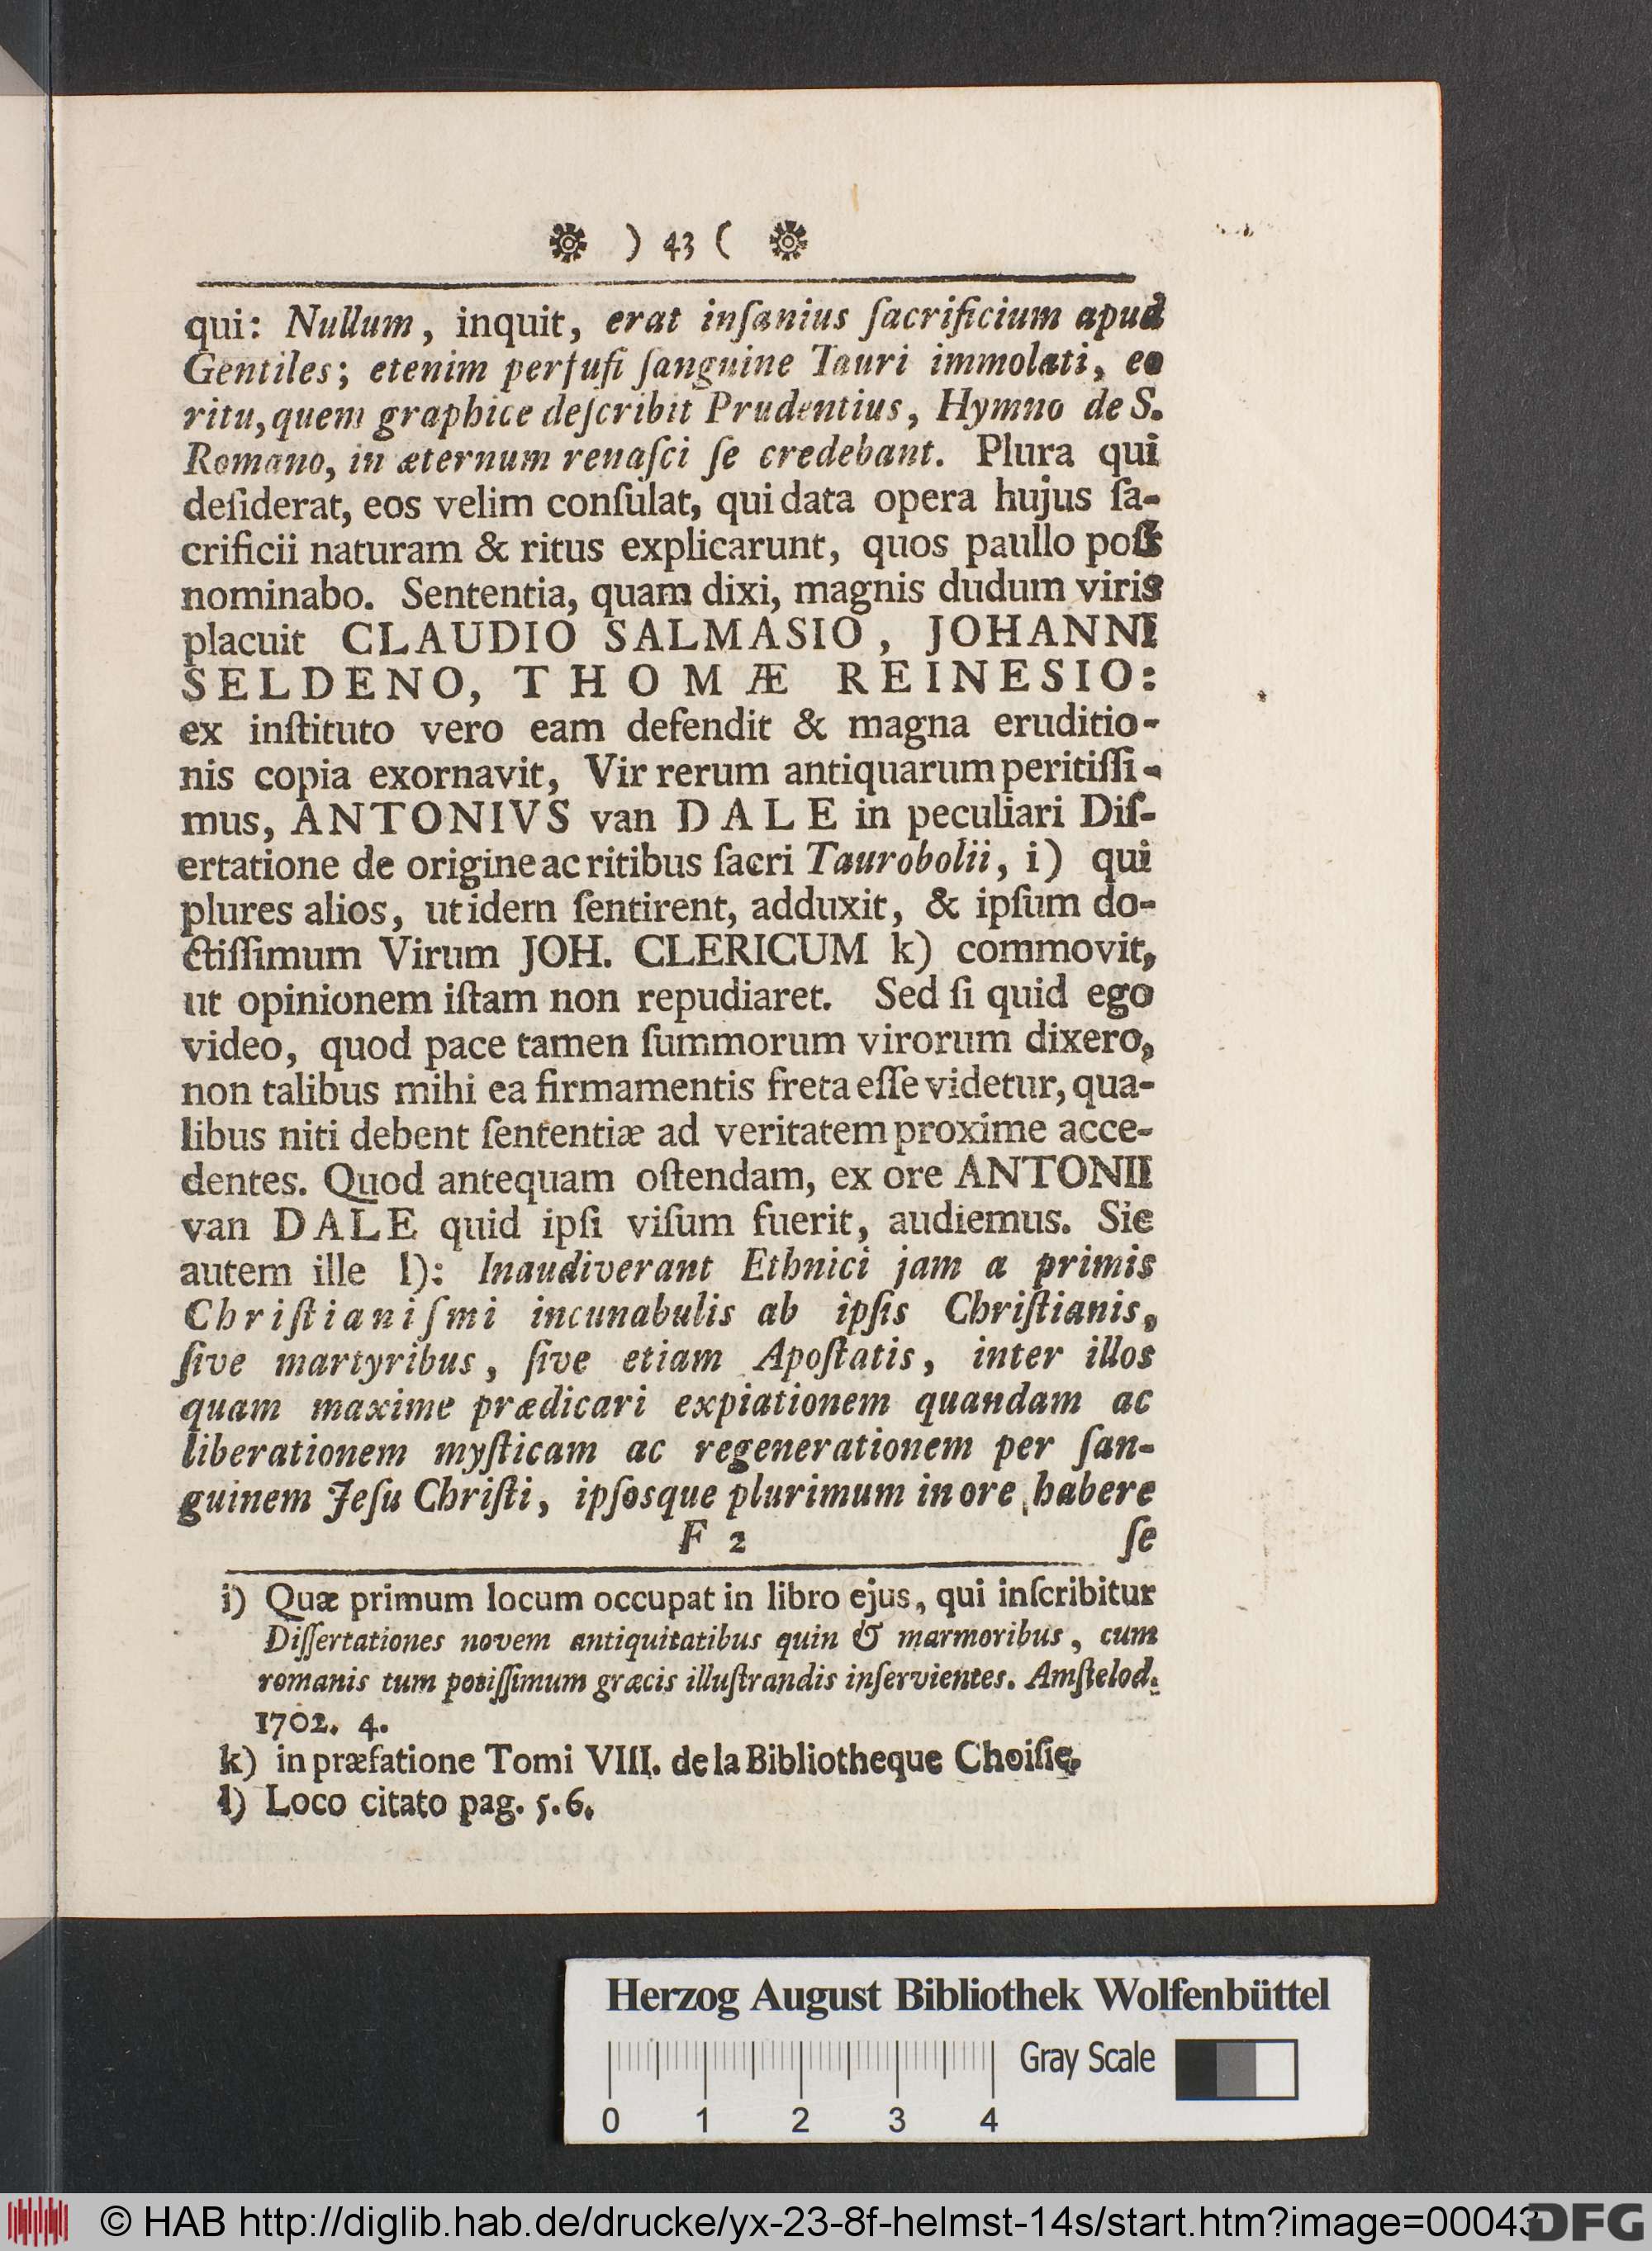 ) 43 (
qui: Nullum, inquit, erat inſanius ſacrificium apud
Gentiles; etenim perfuſi ſanguine Tauri immolati, eo
ritu, quem graphice deſcribit Prudentius, Hymno de S.
Romano, in æternum renaſci ſe credebant. Plura qui
deſiderat, eos velim conſulat, qui data opera hujus ſa-
crificii naturam & ritus explicarunt, quos paullo poſt
nominabo. Sententia, quam dixi, magnis dudum viris
placuit CLAUDIO SALMASIO, JOHANNI
SELDENO, THOMÆ REINESIO:
ex inſtituto vero eam defendit & magna eruditio-
nis copia exornavit, Vir rerum antiquarum peritiſſi-
mus, ANTONIVS van DALE in peculiari Diſ-
ertatione de origine ac ritibus ſacri Taurobolii, i) qui
plures alios, ut idem ſentirent, adduxit, & ipſum do-
ctiſſimum Virum JOH. CLERICUM k) commovit,
ut opinionem iſtam non repudiaret. Sed ſi quid ego
video, quod pace tamen ſummorum virorum dixero,
non talibus mihi ea firmamentis freta eſſe videtur, qua-
libus niti debent ſententiæ ad veritatem proxime acce-
dentes. Quod antequam oſtendam, ex ore ANTONII
van DALE quid ipſi viſum fuerit, audiemus. Sic
autem ille l): Inaudiverant Ethnici jam a primis
Chriſtianiſmi incunabulis ab ipſis Chriſtianis,
ſive martyribus, ſive etiam Apoſtatis, inter illos
quam maxime prædicari expiationem quandam ac
liberationem myſticam ac regenerationem per ſan-
guinem Jeſu Chriſti, ipſosque plurimum in ore habere
F 2 ſe
i) Quæ primum locum occupat in libro ejus, qui inſcribitur
Diſſertationes novem antiquitatibus quin & marmoribus, cum
romanis tum potiſſimum græcis illuſtrandis inſervientes. Amſtelod.
1702. 4.
k) in præfatione Tomi VIII. de la Bibliotheque Choiſie.
l) Loco citato pag. 5. 6.
Herzog August Bibliothek Wolfenbüttel
Gray Scale
0 1 2 3 4
© HAB http://diglib.hab.de/drucke/yx-23-8f-helmst-14s/start.htm?image=00043
DFG